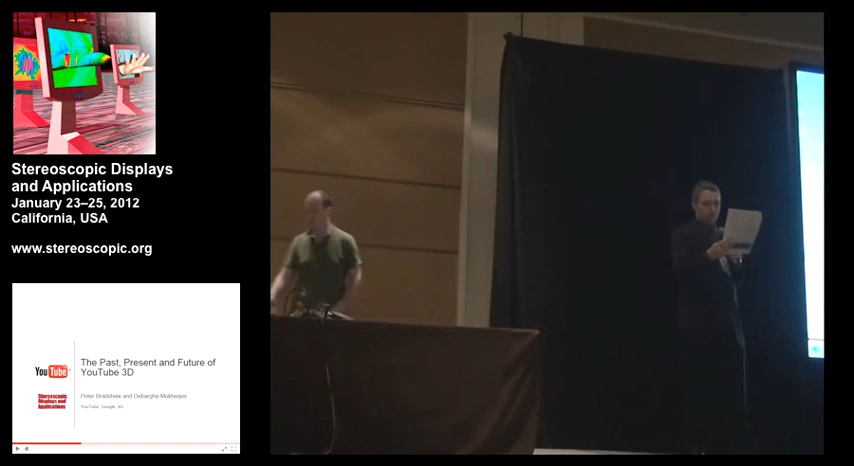 Stereoscopic Displays
and Applications
January 23–25, 2012
California, USA
www.stereoscopic.org
YouTube
The Past, Present and Future of
YouTube 3D
Stereoscopic
Displays and
Applications
Peter Bradshaw and Debargha Mukherjee
YouTube, Google, Inc